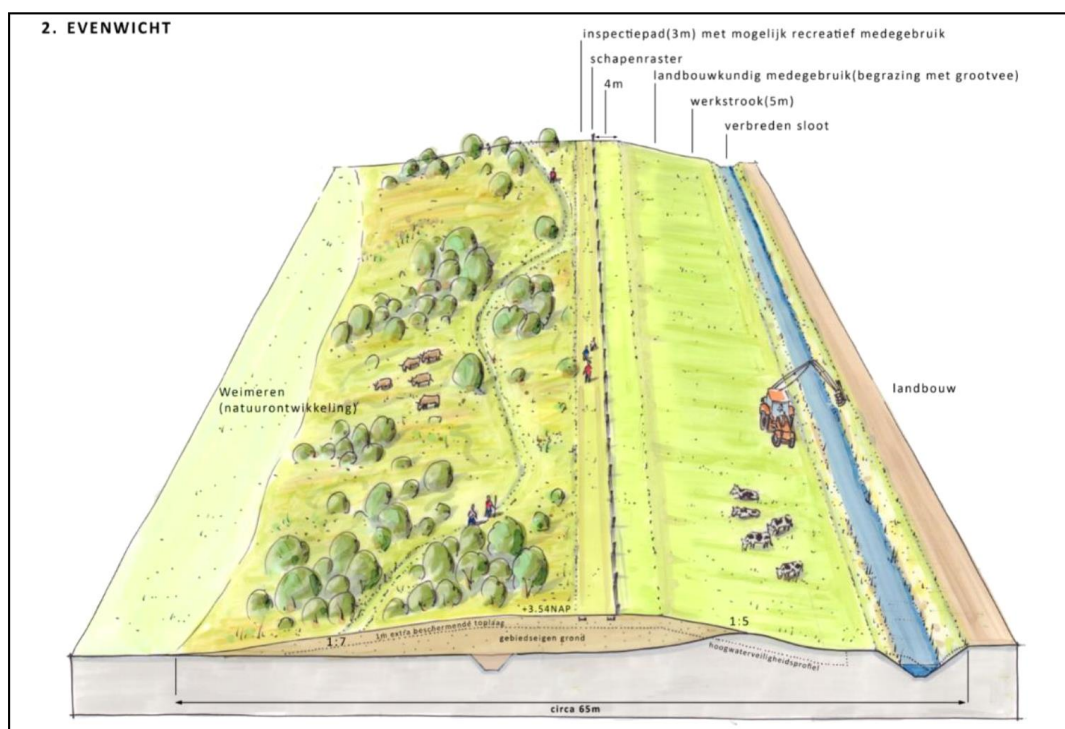 2. EVENWICHT
inspectiepad(3m) met mogelijk recreatief medegebruik
schapenraster
4m
landbouwkundig medegebruik(begrazing met grootvee)
werkstrook(5m)
verbreden sloot
Weimeren
(natuurontwikkeling)
landbouw
+3.54NAP
1:7
1m extra beschermende toplaag
gebiedseigen grond
1:5
hoogwaterveiligheidsprofiel
circa 65m